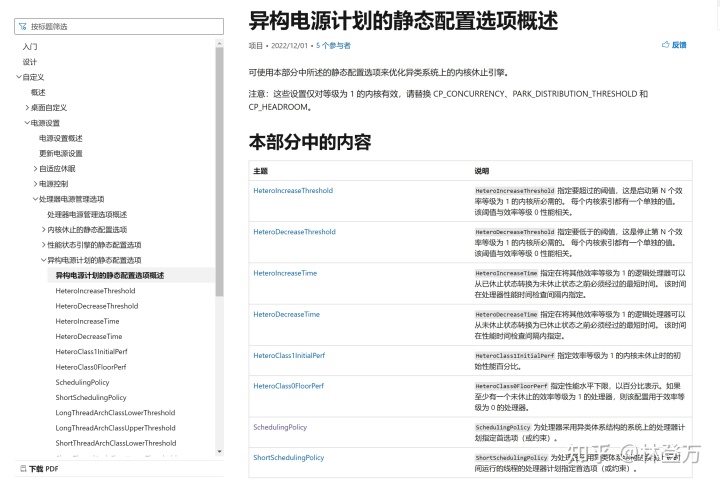 按标题筛选
入门
设计
自定义
概述
桌面自定义
电源设置
电源设置概述
更新电源设置
自适应休眠
电源控制
处理器电源管理选项
处理器电源管理选项概述
内核休止的静态配置选项
性能状态引擎的静态配置选项
异构电源计划的静态配置选项
异构电源计划的静态配置选项概述
HeteroIncreaseThreshold
HeteroDecreaseThreshold
HeteroIncreaseTime
HeteroDecreaseTime
HeteroClass1InitialPerf
HeteroClass0FloorPerf
SchedulingPolicy
ShortSchedulingPolicy
LongThreadArchClassLowerThreshold
LongThreadArchClassUpperThreshold
ShortThreadArchClassLowerThreshold
下载 PDF
异构电源计划的静态配置选项概述
项目 • 2022/12/01 • 5 个参与者
反馈
可使用本部分中所述的静态配置选项来优化异类系统上的内核休止引擎。
注意：这些设置仅对等级为 1 的内核有效，请替换 CP_CONCURRENCY、PARK_DISTRIBUTION_THRESHOLD 和
CP_HEADROOM。
本部分中的内容
主题 说明
HeteroIncreaseThreshold
HeteroIncreaseThreshold 指定要超过的阈值，这是启动第 N 个效
率等级为 1 的内核所必需的。 每个内核索引都有一个单独的值。
该阈值与效率等级 0 性能相关。
HeteroDecreaseThreshold
HeteroDecreaseThreshold 指定要低于的阈值，这是停止第 N 个效
率等级为 1 的内核所必需的。 每个内核索引都有一个单独的值。
该阈值与效率等级 0 性能相关。
HeteroIncreaseTime
HeteroIncreaseTime 指定在将其他效率等级为 1 的逻辑处理器可以
从已休止状态转换为未休止状态之前必须经过的最短时间。 该时间
在处理器性能时间检查间隔内指定。
HeteroDecreaseTime
HeteroDecreaseTime 指定在将其他效率等级为 1 的逻辑处理器可以
从未休止状态转换为已休止状态之前必须经过的最短时间。 该时间
在性能时间检查间隔内指定。
HeteroClass1InitialPerf
HeteroClass1InitialPerf 指定效率等级为 1 的内核未休止时的初
始性能百分比。
HeteroClass0FloorPerf
HeteroClass0FloorPerf 指定性能水平下限，以百分比表示。如果
至少有一个未休止的效率等级为 1 的处理器，则该配置用于效率等
级为 0 的处理器。
SchedulingPolicy
SchedulingPolicy 为处理器采用异类体系结构的系统上的处理器计
划指定首选项（或约束）。
ShortSchedulingPolicy
ShortSchedulingPolicy 为处理器采用异类体系
间运行的线程的处理器计划指定首选项（或约束）。
知乎 @林登万